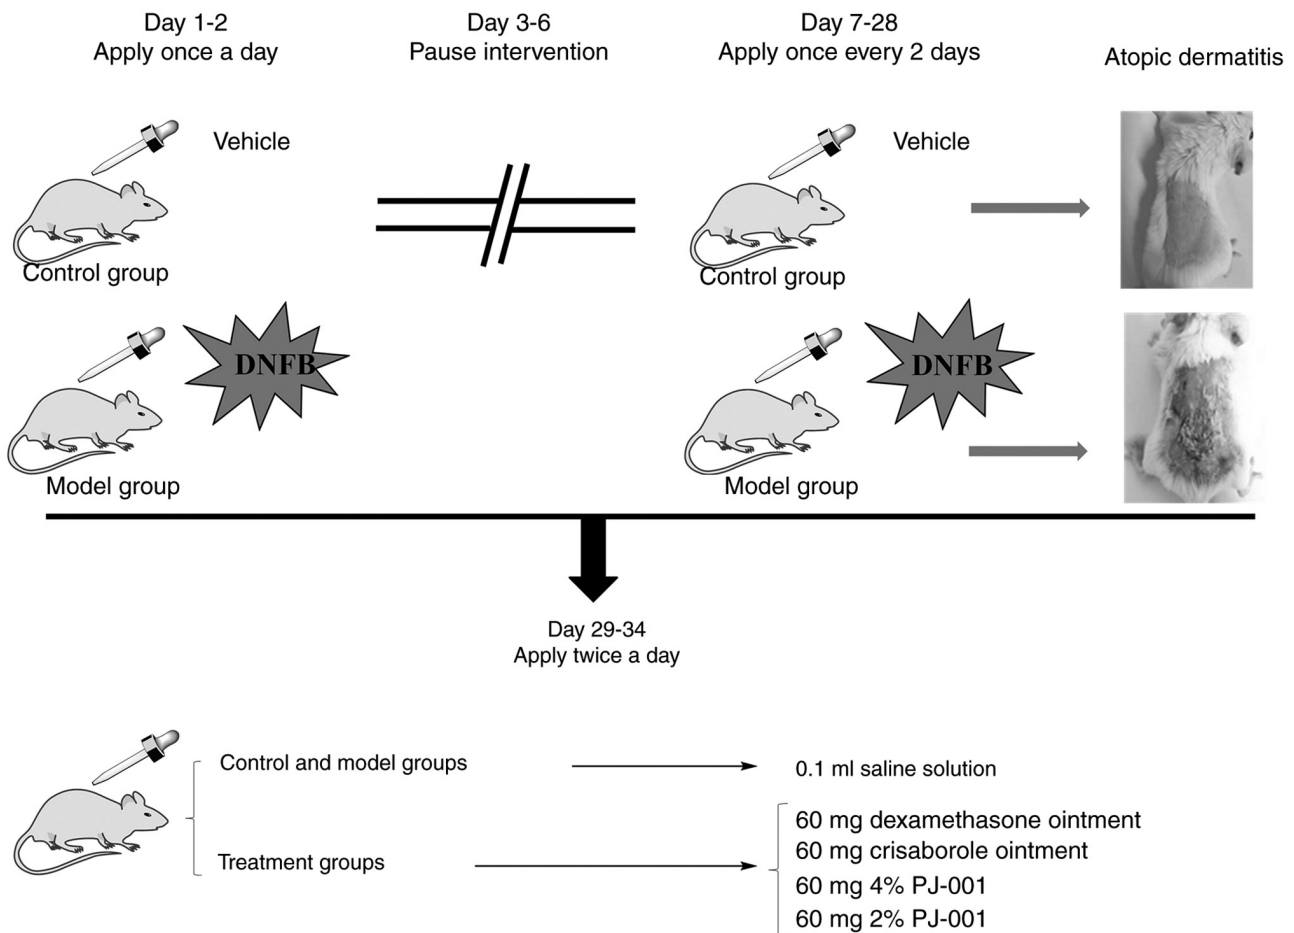 Day 1-2
Apply once a day
Day 3-6
Pause intervention
Day 7-28
Apply once every 2 days
Atopic dermatitis
Vehicle
Vehicle
Control group
Control group
DNFB
DNFB
Model group
Model group
Day 29-34
Apply twice a day
Control and model groups
0.1 ml saline solution
Treatment groups
60 mg dexamethasone ointment
60 mg crisaborole ointment
60 mg 4% PJ-001
60 mg 2% PJ-001